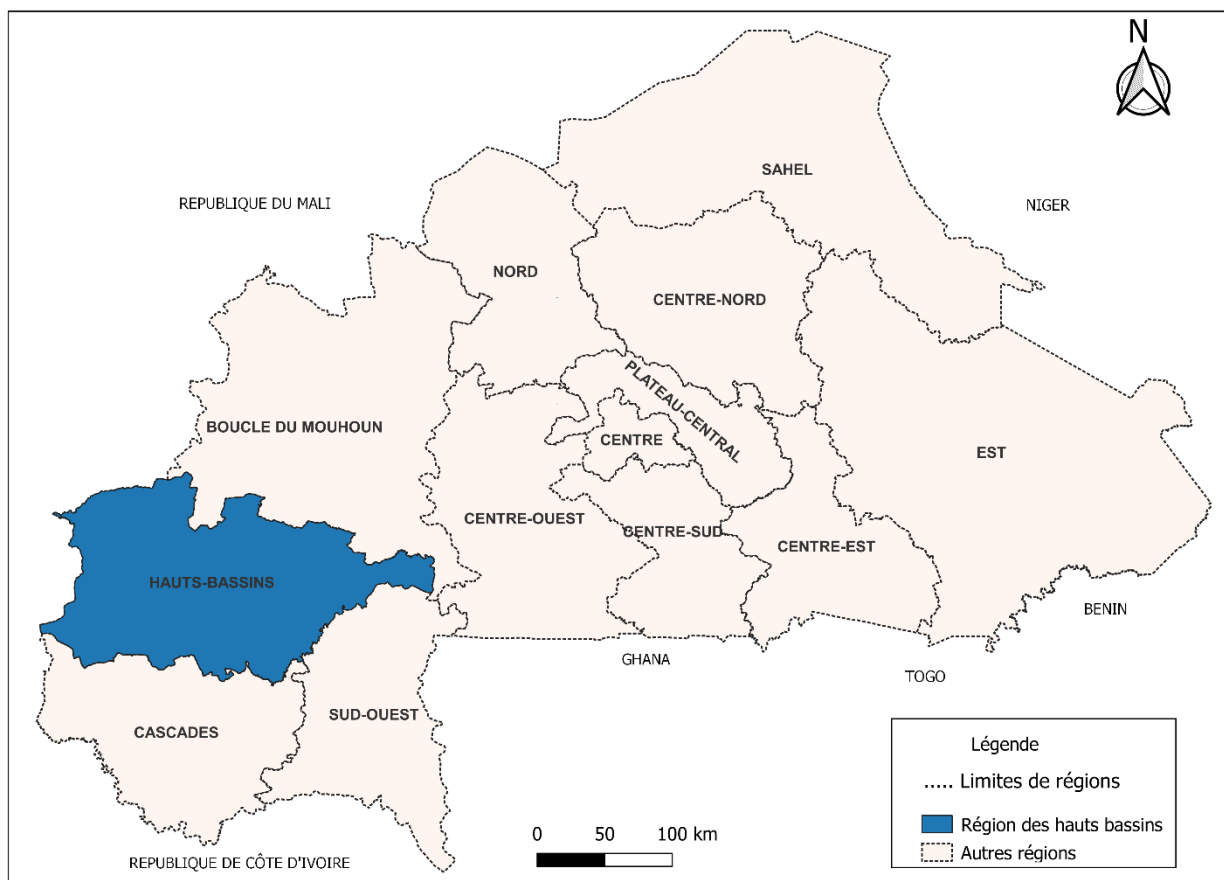 N
SAHEL
REPUBLIQUE DU MALI
NIGER
NORD
CENTRE-NORD
PLATEAU-CENTRAL
BOUCLE DU MOUHOUN
CENTRE
EST
CENTRE-OUEST
CENTRE-SUD
CENTRE-EST
HAUTS-BASSINS
BENIN
GHANA
TOGO
SUD-OUEST
CASCADES
Légende
Limites de régions
Région des hauts bassins
Autres régions
0 50 100 km
REPUBLIQUE DE CÔTE D'IVOIRE